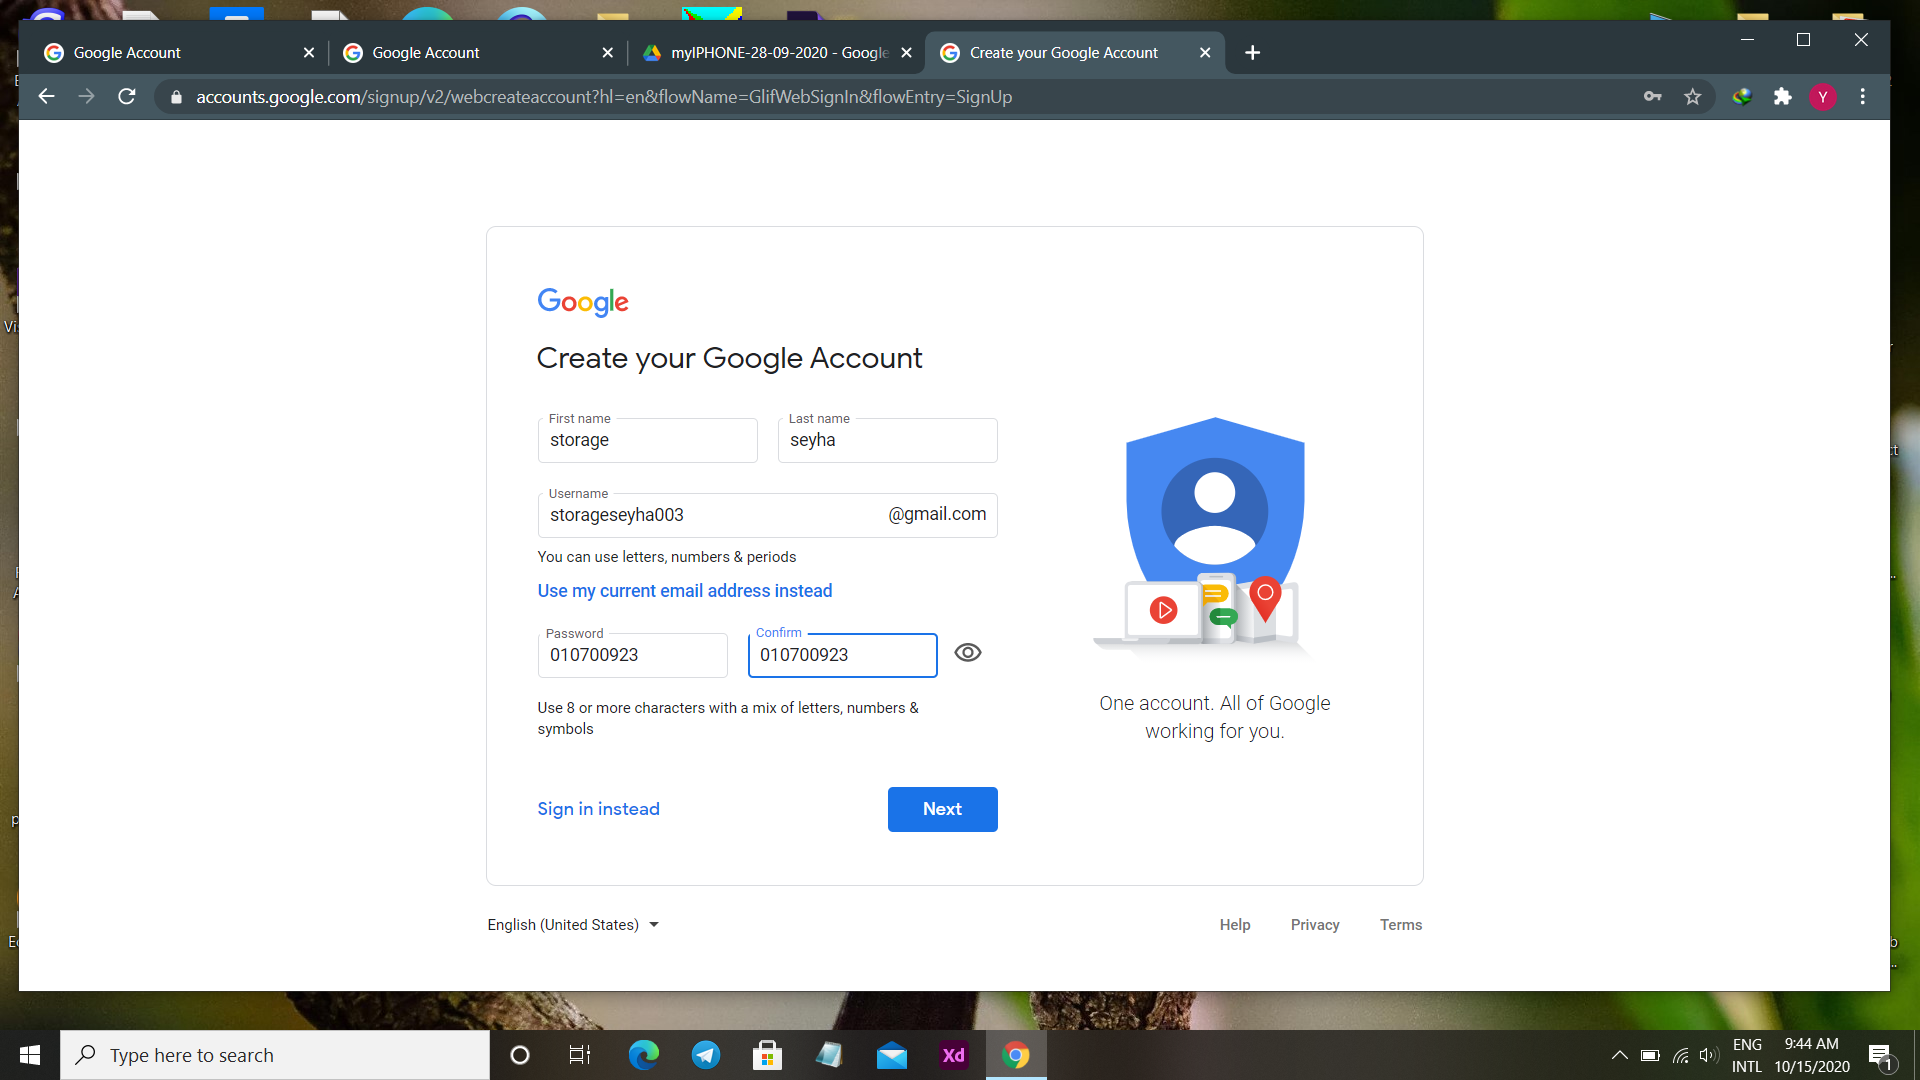 Google Account
Google Account
myIPHONE-28-09-2020 - Google
Create your Google Account
accounts.google.com/signup/v2/webcreateaccount?hl=en&flowName=GlifWebSignIn&flowEntry=SignUp
Y
Google
Create your Google Account
First name
storage
Last name
seyha
Username
storageseyha003
@gmail.com
You can use letters, numbers & periods
Use my current email address instead
Password
010700923
Confirm
010700923
Use 8 or more characters with a mix of letters, numbers &
symbols
Sign in instead
Next
One account. All of Google
working for you.
English (United States)
Help
Privacy
Terms
Type here to search
Xd
ENG
INTL
9:44 AM
10/15/2020
1